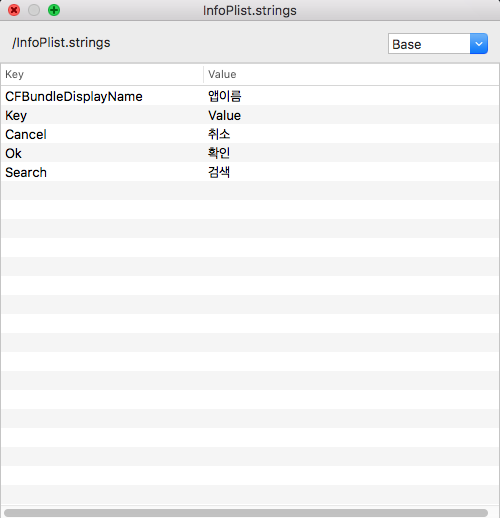 InfoPlist.strings
/InfoPlist.strings Base
Key Value
CFBundleDisplayName 앱이름
Key Value
Cancel 취소
Ok 확인
Search 검색